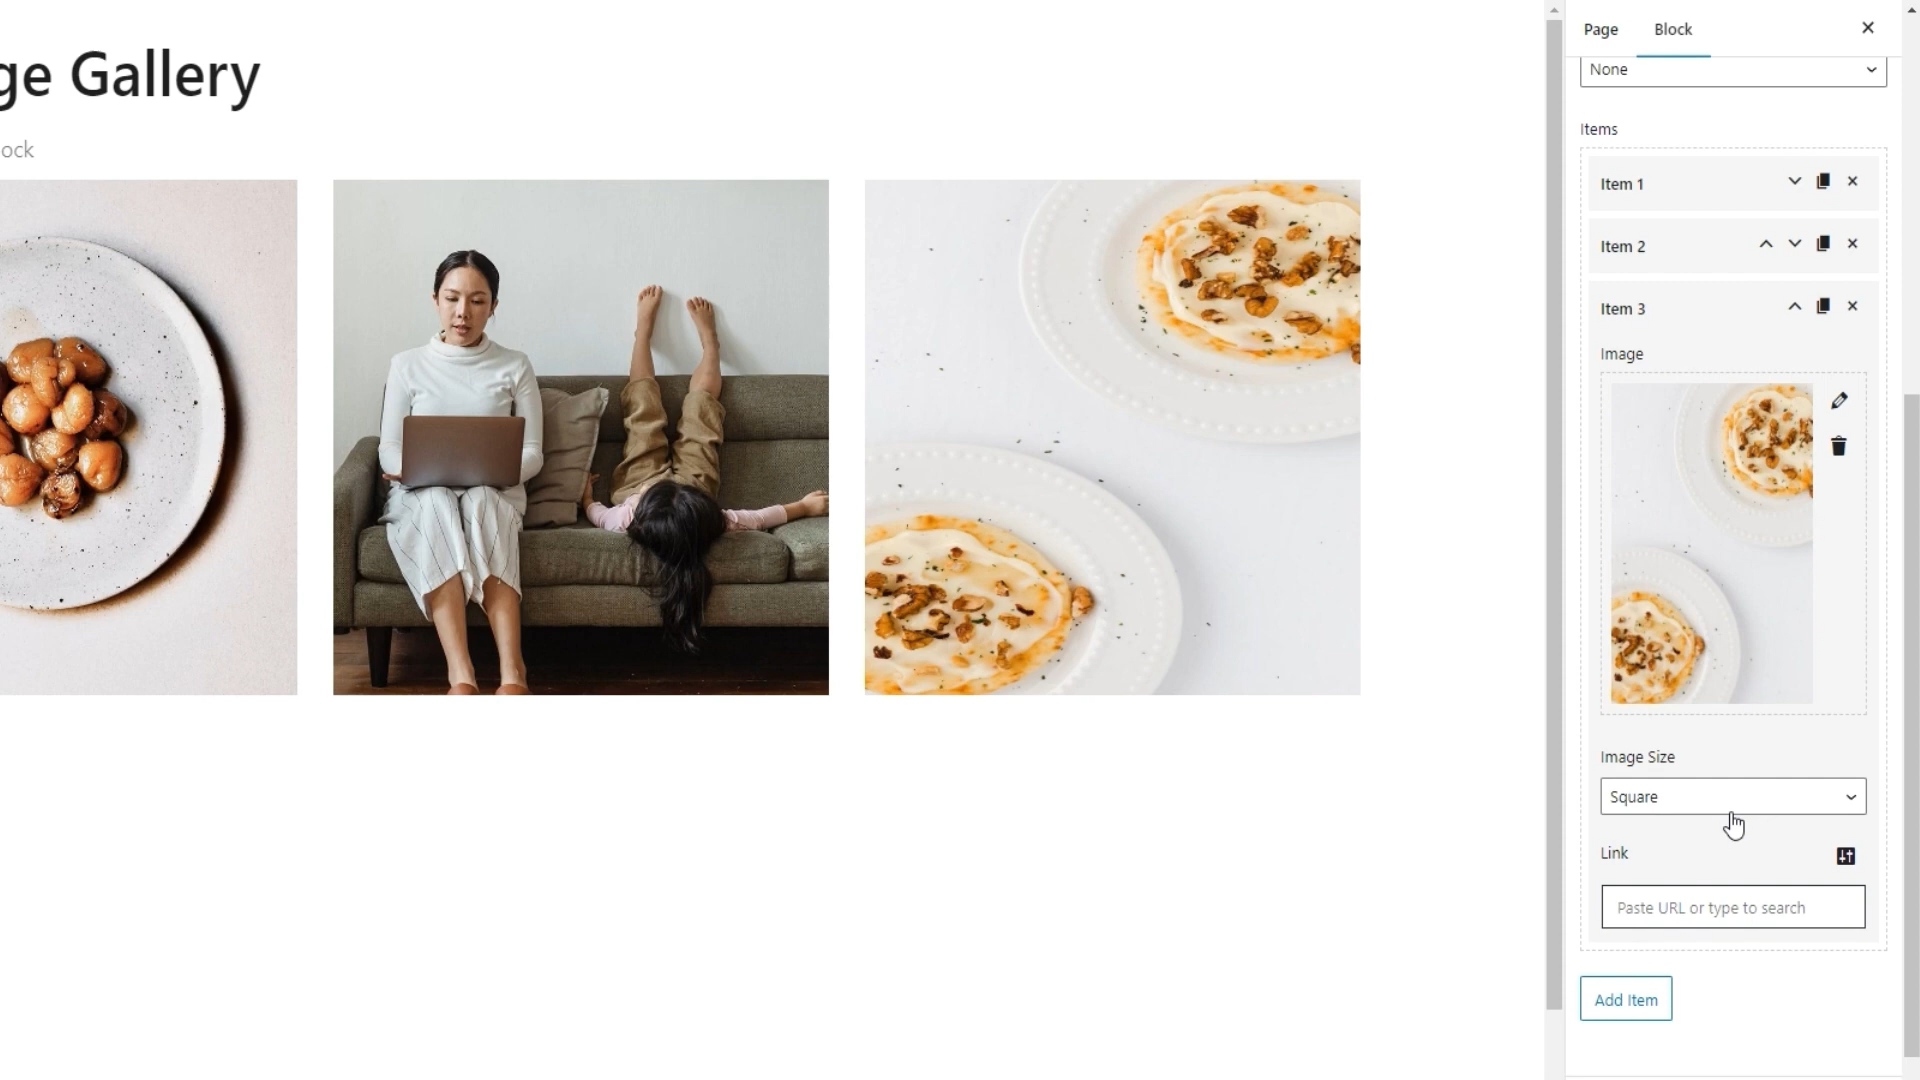 ge Gallery
ock
Page
Block
None
Items
Item 1
Item 2
Item 3
Image
Image Size
Square
Link
Paste URL or type to search
Add Item